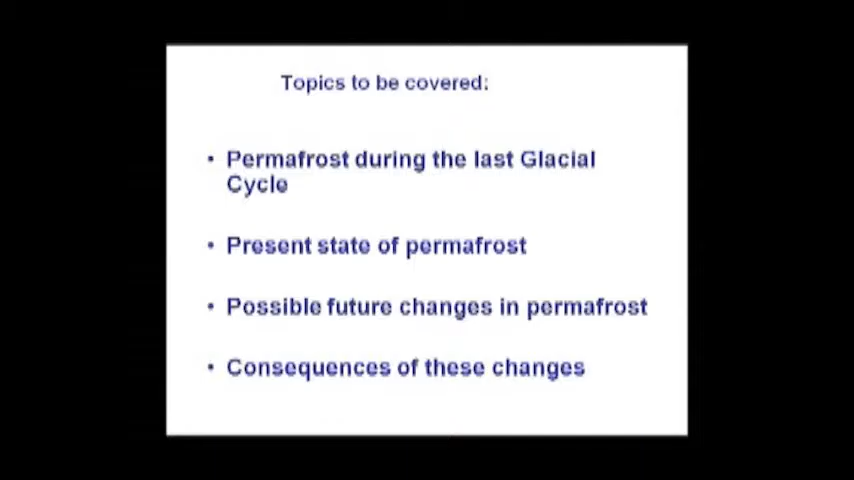 Topics to be covered:
• Permafrost during the last Glacial
Cycle
• Present state of permafrost
• Possible future changes in permafrost
• Consequences of these changes